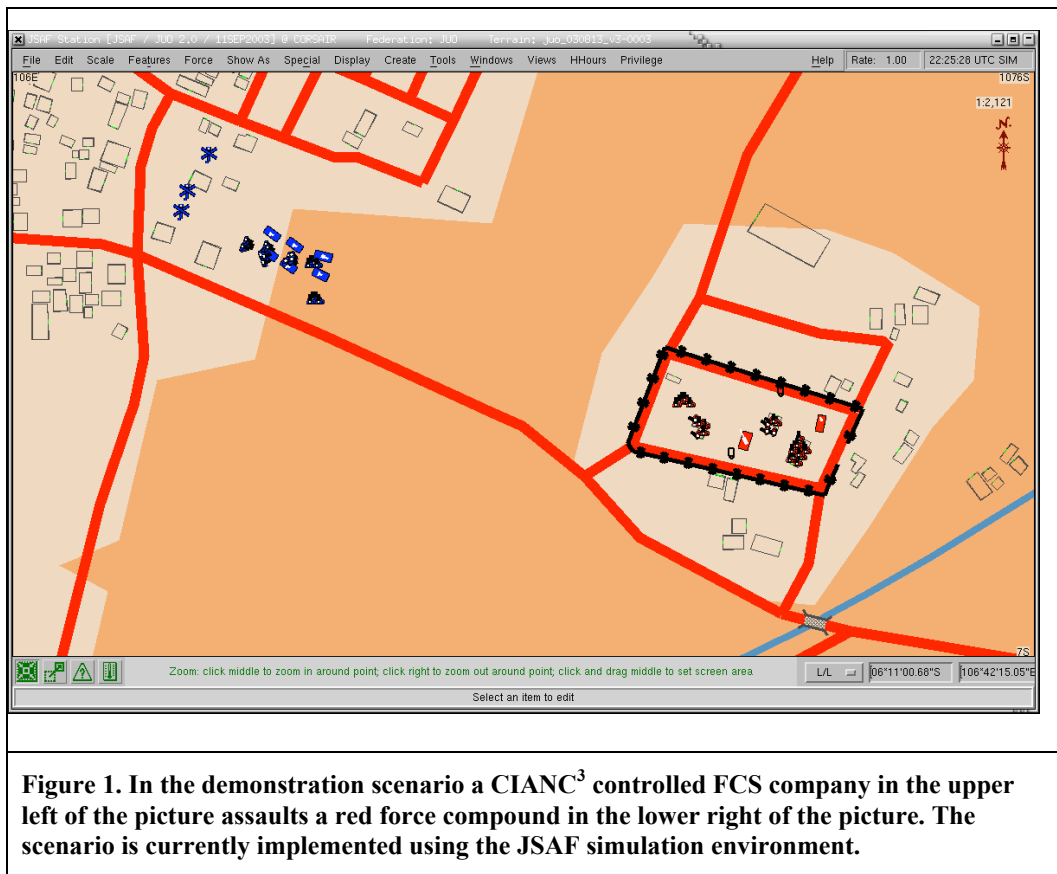 JSAF Station [JSAF / JUO 2.0 / 11SEP2003] @ CORSAIR Federation: JUO Terrain: juo_030813_v3-0003
File Edit Scale Features Force Show As Special Display Create Tools Windows Views HHours Privilege Help Rate: 1.00 22:25:28 UTC SIM
106E 1076S
1:2,121
N
7S
Zoom: click middle to zoom in around point; click right to zoom out around point; click and drag middle to set screen area L/L 06°11'00.68"S 106°42'15.05"E
Select an item to edit
Figure 1. In the demonstration scenario a CIANC³ controlled FCS company in the upper
left of the picture assaults a red force compound in the lower right of the picture. The
scenario is currently implemented using the JSAF simulation environment.